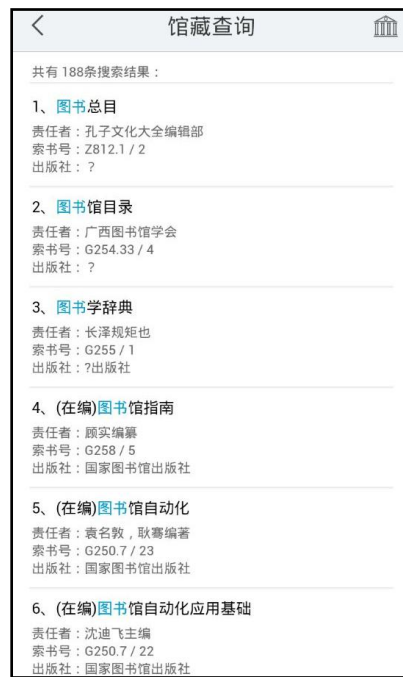 馆藏查询
共有 188条搜索结果：
1、图书总目
责任者：孔子文化大全编辑部
索书号：Z812.1 / 2
出版社：?
2、图书馆目录
责任者：广西图书馆学会
索书号：G254.33 / 4
出版社：?
3、图书学辞典
责任者：长泽规矩也
索书号：G255 / 1
出版社：?出版社
4、(在编)图书馆指南
责任者：顾实编纂
索书号：G258 / 5
出版社：国家图书馆出版社
5、(在编)图书馆自动化
责任者：袁名敦，耿骞编著
索书号：G250.7 / 23
出版社：国家图书馆出版社
6、(在编)图书馆自动化应用基础
责任者：沈迪飞主编
索书号：G250.7 / 22
出版社：国家图书馆出版社